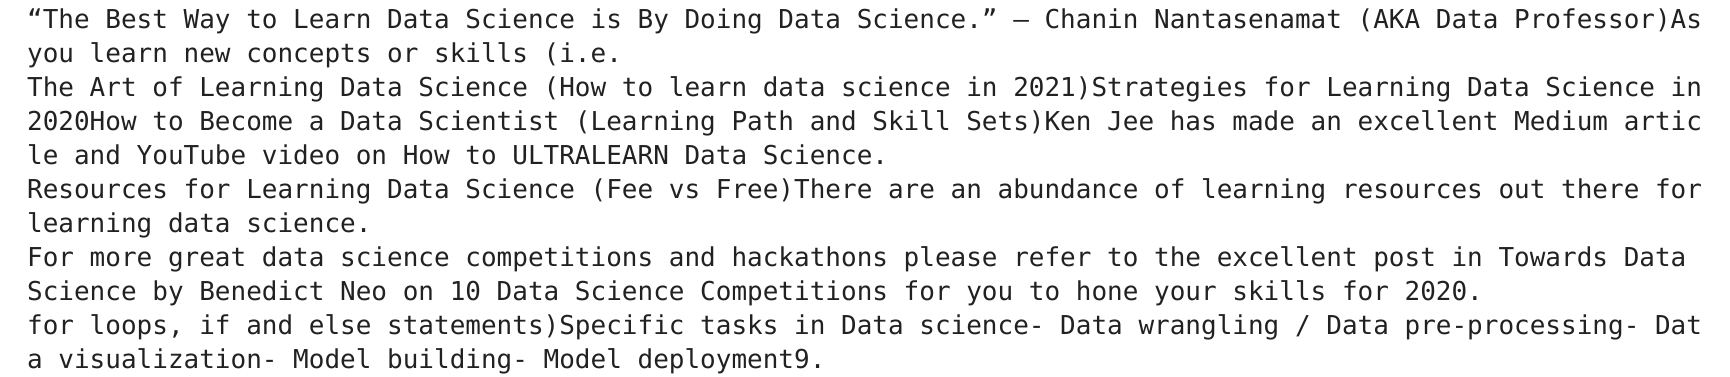 “The Best Way to Learn Data Science is By Doing Data Science.” — Chanin Nantasenamat (AKA Data Professor)As
you learn new concepts or skills (i.e.
The Art of Learning Data Science (How to learn data science in 2021)Strategies for Learning Data Science in
2020How to Become a Data Scientist (Learning Path and Skill Sets)Ken Jee has made an excellent Medium artic
le and YouTube video on How to ULTRALEARN Data Science.
Resources for Learning Data Science (Fee vs Free)There are an abundance of learning resources out there for
learning data science.
For more great data science competitions and hackathons please refer to the excellent post in Towards Data
Science by Benedict Neo on 10 Data Science Competitions for you to hone your skills for 2020.
for loops, if and else statements)Specific tasks in Data science- Data wrangling / Data pre-processing- Dat
a visualization- Model building- Model deployment9.